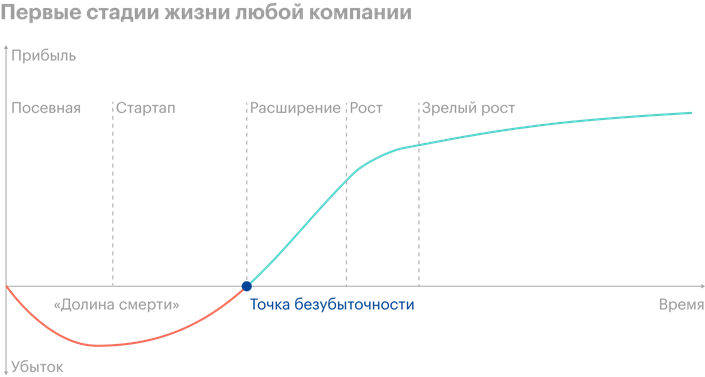 Первые стадии жизни любой компании
Прибыль
Посевная
Стартап
Расширение
Рост
Зрелый рост
«Долина смерти»
Точка безубыточности
Время
Убыток